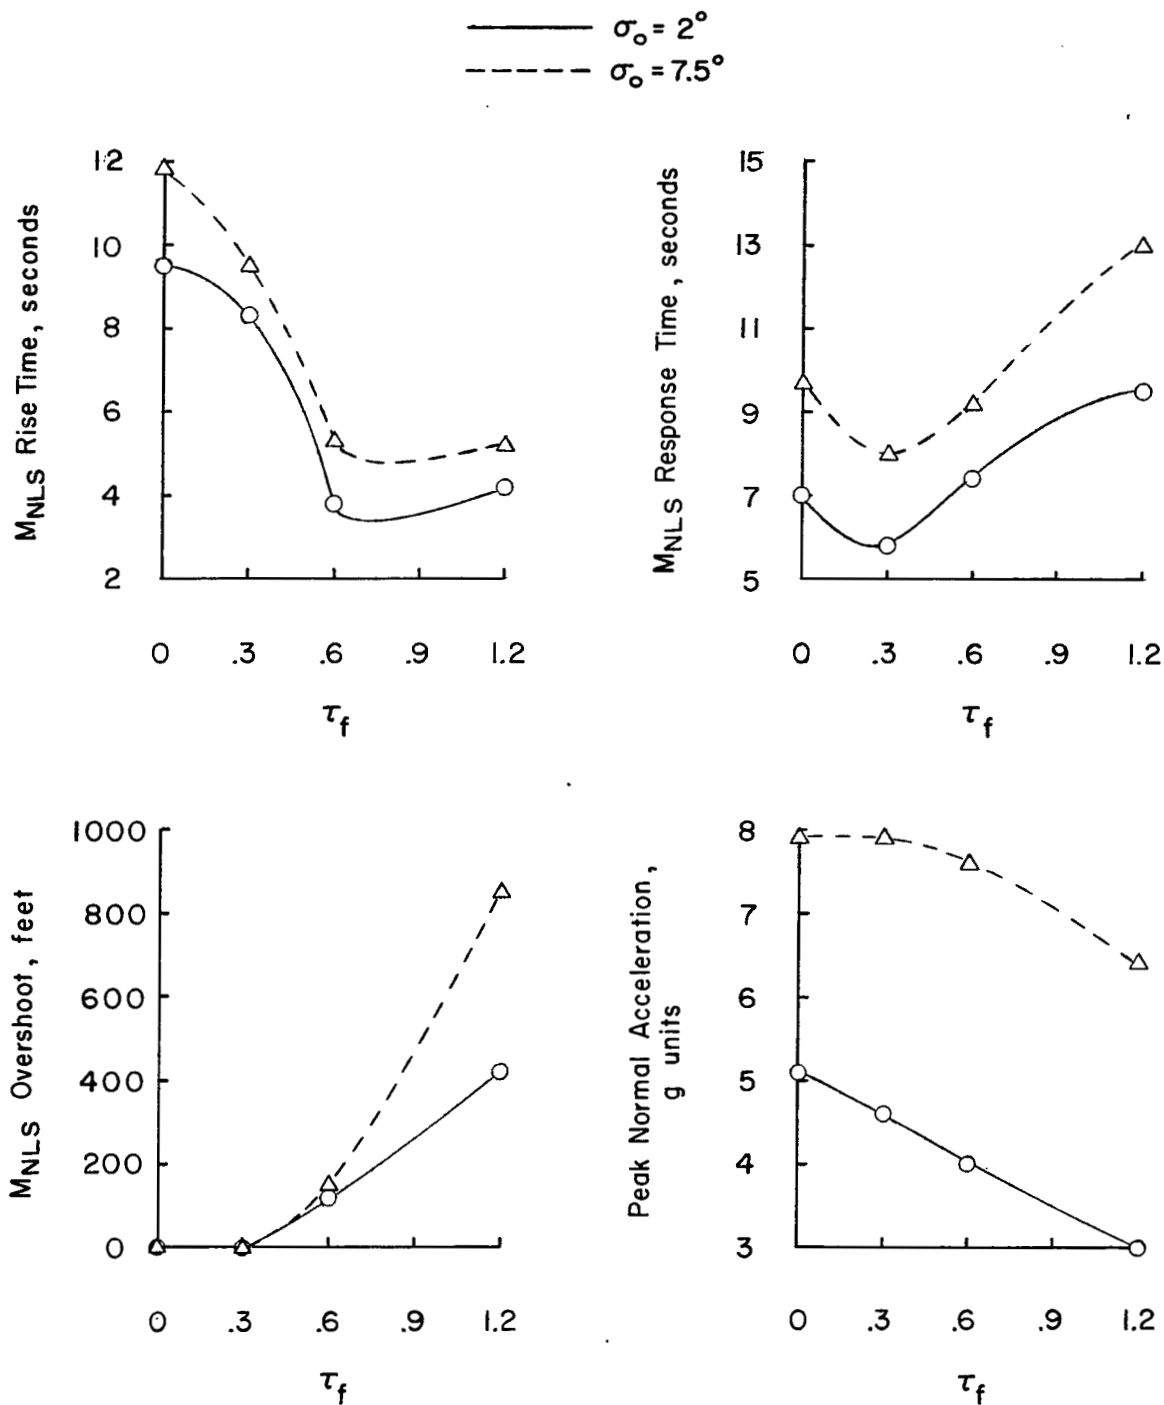 σo = 2°
σo = 7.5°
MNLS Rise Time, seconds
12
10
8
6
4
2
0 .3 .6 .9 1.2
τf
MNLS Response Time, seconds
15
13
11
9
7
5
0 .3 .6 .9 1.2
τf
MNLS Overshoot, feet
1000
800
600
400
200
0
0 .3 .6 .9 1.2
τf
Peak Normal Acceleration,
g units
8
7
6
5
4
3
0 .3 .6 .9 1.2
τf